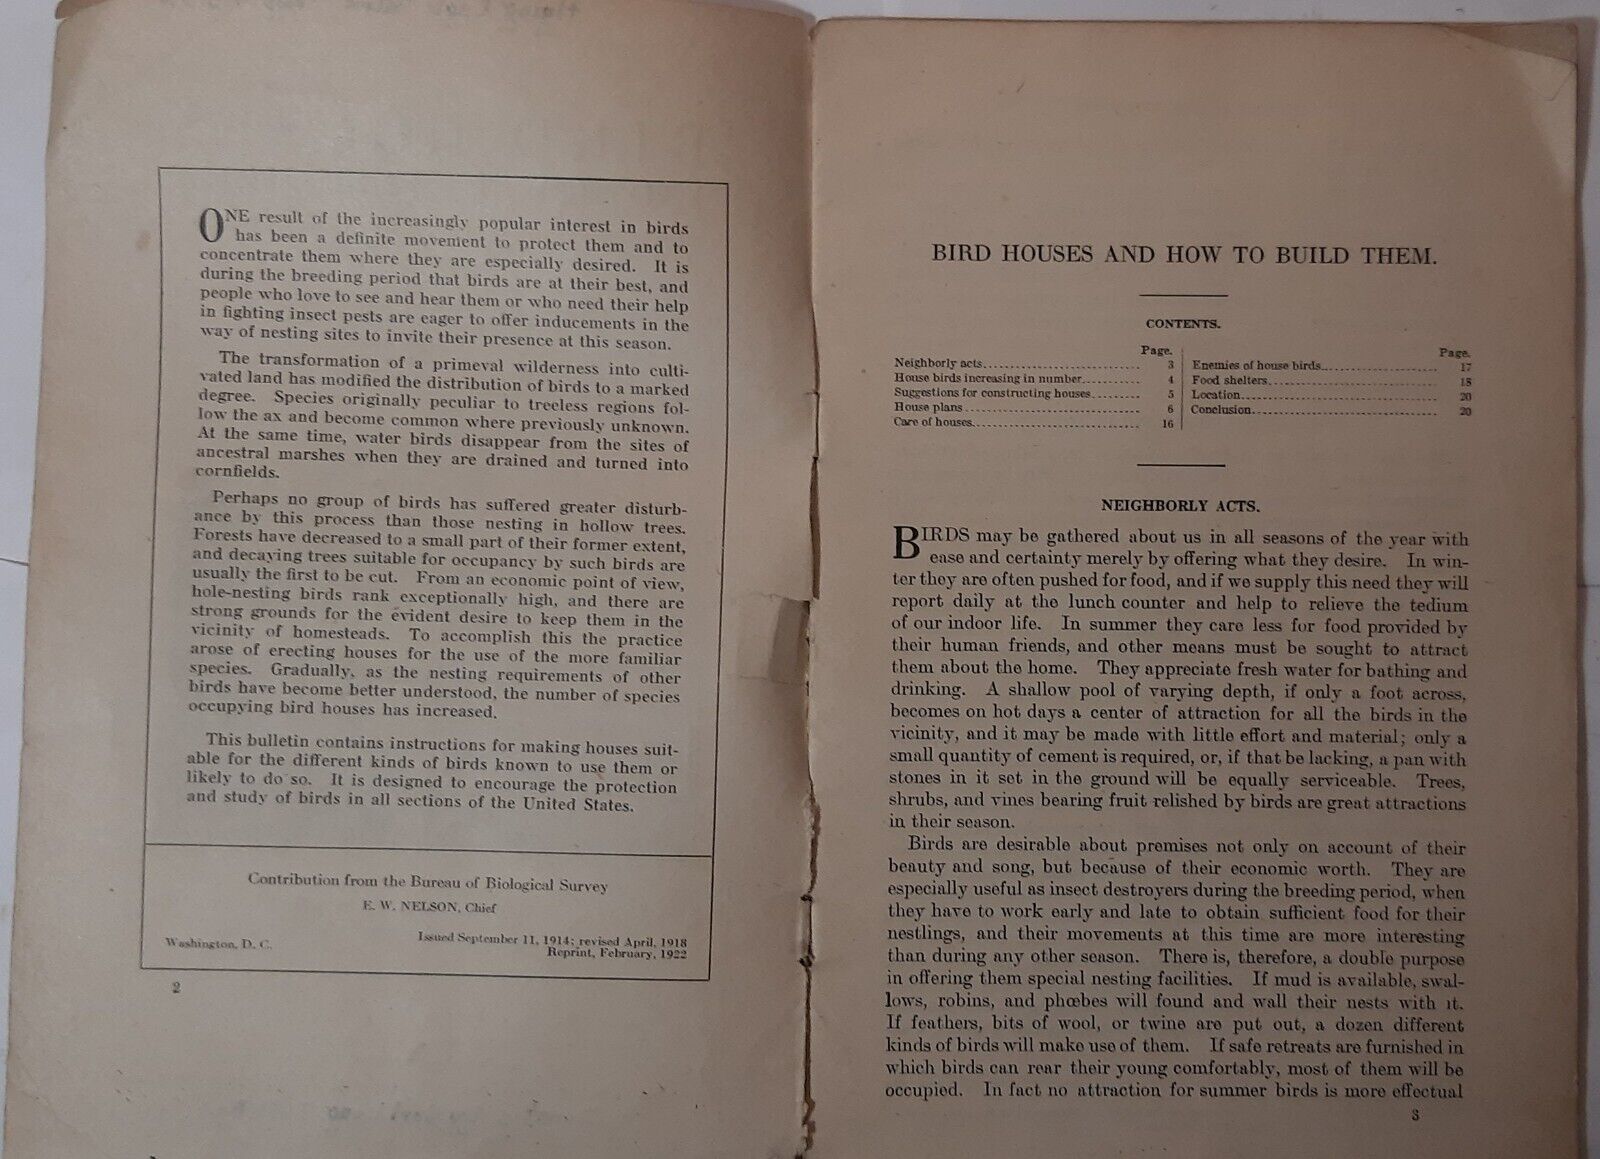 ONE result of the increasingly popular interest in birds
has been a definite movement to protect them and to
concentrate them where they are especially desired. It is
during the breeding period that birds are at their best, and
people who love to see and hear them or who need their help
in fighting insect pests are eager to offer inducements in the
way of nesting sites to invite their presence at this season.
The transformation of a primeval wilderness into culti-
vated land has modified the distribution of birds to a marked
degree. Species originally peculiar to treeless regions fol-
low the ax and become common where previously unknown.
At the same time, water birds disappear from the sites of
ancestral marshes when they are drained and turned into
cornfields.
Perhaps no group of birds has suffered greater disturb-
ance by this process than those nesting in hollow trees.
Forests have decreased to a small part of their former extent,
and decaying trees suitable for occupancy by such birds are
usually the first to be cut. From an economic point of view,
hole-nesting birds rank exceptionally high, and there are
strong grounds for the evident desire to keep them in the
vicinity of homesteads. To accomplish this the practice
arose of erecting houses for the use of the more familiar
species. Gradually, as the nesting requirements of other
birds have become better understood, the number of species
occupying bird houses has increased.
This bulletin contains instructions for making houses suit-
able for the different kinds of birds known to use them or
likely to do so. It is designed to encourage the protection
and study of birds in all sections of the United States.
Contribution from the Bureau of Biological Survey
E. W. NELSON, Chief
Washington, D. C.
Issued September 11, 1914; revised April, 1918
Reprint, February, 1922
2
BIRD HOUSES AND HOW TO BUILD THEM.
CONTENTS.
Page.
Neighborly acts 3
House birds increasing in number 4
Suggestions for constructing houses 5
House plans 6
Care of houses 16
Page.
Enemies of house birds 17
Food shelters 18
Location 20
Conclusion 20
NEIGHBORLY ACTS.
BIRDS may be gathered about us in all seasons of the year with
ease and certainty merely by offering what they desire. In win-
ter they are often pushed for food, and if we supply this need they will
report daily at the lunch counter and help to relieve the tedium
of our indoor life. In summer they care less for food provided by
their human friends, and other means must be sought to attract
them about the home. They appreciate fresh water for bathing and
drinking. A shallow pool of varying depth, if only a foot across,
becomes on hot days a center of attraction for all the birds in the
vicinity, and it may be made with little effort and material; only a
small quantity of cement is required, or, if that be lacking, a pan with
stones in it set in the ground will be equally serviceable. Trees,
shrubs, and vines bearing fruit relished by birds are great attractions
in their season.
Birds are desirable about premises not only on account of their
beauty and song, but because of their economic worth. They are
especially useful as insect destroyers during the breeding period, when
they have to work early and late to obtain sufficient food for their
nestlings, and their movements at this time are more interesting
than during any other season. There is, therefore, a double purpose
in offering them special nesting facilities. If mud is available, swal-
lows, robins, and phœbes will found and wall their nests with it.
If feathers, bits of wool, or twine are put out, a dozen different
kinds of birds will make use of them. If safe retreats are furnished in
which birds can rear their young comfortably, most of them will be
occupied. In fact no attraction for summer birds is more effectual
3